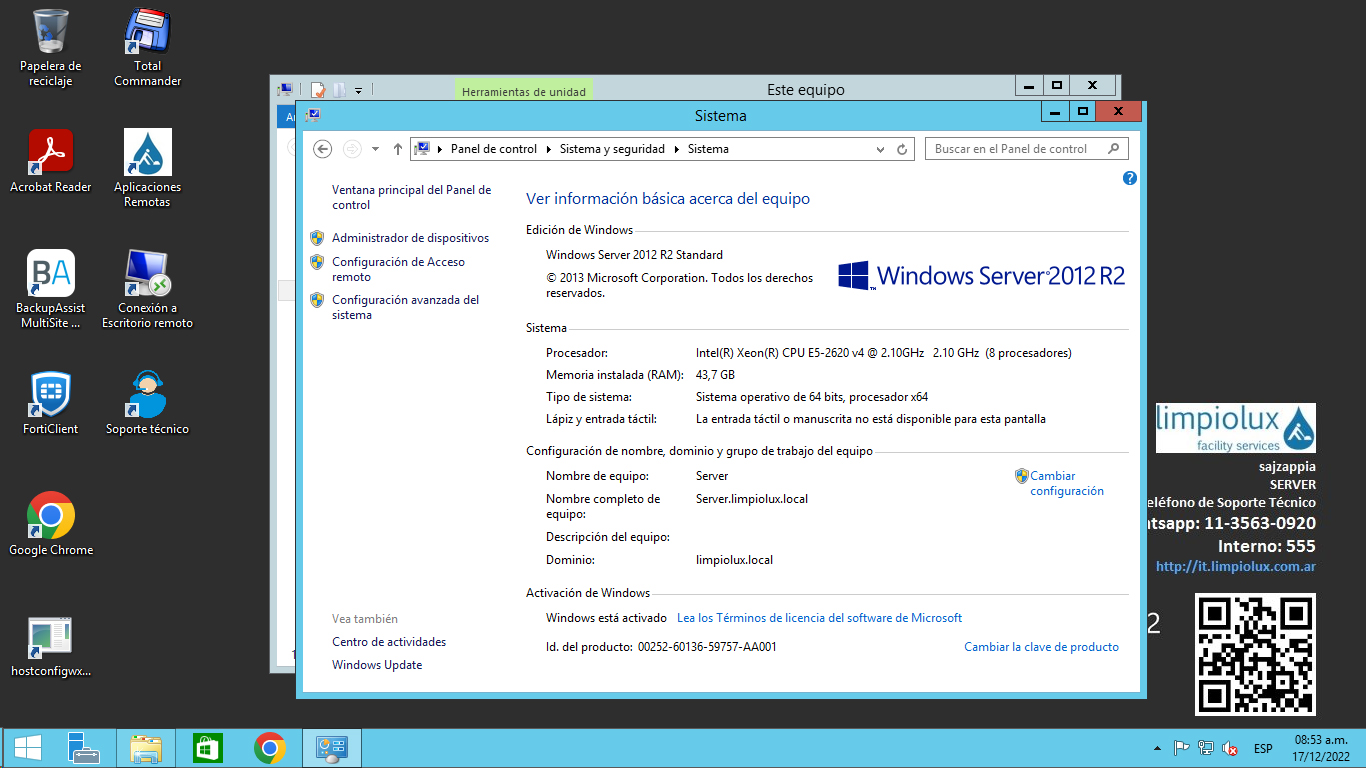 Papelera de
reciclaje
Total
Commander
Acrobat Reader
Aplicaciones
Remotas
BackupAssist
MultiSite ...
Conexión a
Escritorio remoto
FortiClient
Soporte técnico
Google Chrome
hostconfigwx...
Herramientas de unidad
Este equipo
Sistema
Panel de control
Sistema y seguridad
Sistema
Buscar en el Panel de control
Ventana principal del Panel de
control
Administrador de dispositivos
Configuración de Acceso
remoto
Configuración avanzada del
sistema
Vea también
Centro de actividades
Windows Update
Ver información básica acerca del equipo
Edición de Windows
Windows Server 2012 R2 Standard
© 2013 Microsoft Corporation. Todos los derechos
reservados.
Windows Server 2012 R2
Sistema
Procesador: Intel(R) Xeon(R) CPU E5-2620 v4 @ 2.10GHz 2.10 GHz (8 procesadores)
Memoria instalada (RAM): 43,7 GB
Tipo de sistema: Sistema operativo de 64 bits, procesador x64
Lápiz y entrada táctil: La entrada táctil o manuscrita no está disponible para esta pantalla
Configuración de nombre, dominio y grupo de trabajo del equipo
Nombre de equipo: Server
Cambiar
configuración
Nombre completo de
equipo:
Server.limpiolux.local
Descripción del equipo:
Dominio: limpiolux.local
Activación de Windows
Windows está activado Lea los Términos de licencia del software de Microsoft
Id. del producto: 00252-60136-59757-AA001
Cambiar la clave de producto
limpiolux
facility services
sajzappia
SERVER
eléfono de Soporte Técnico
tsapp: 11-3563-0920
Interno: 555
http://it.limpiolux.com.ar
2
ESP
08:53 a.m.
17/12/2022